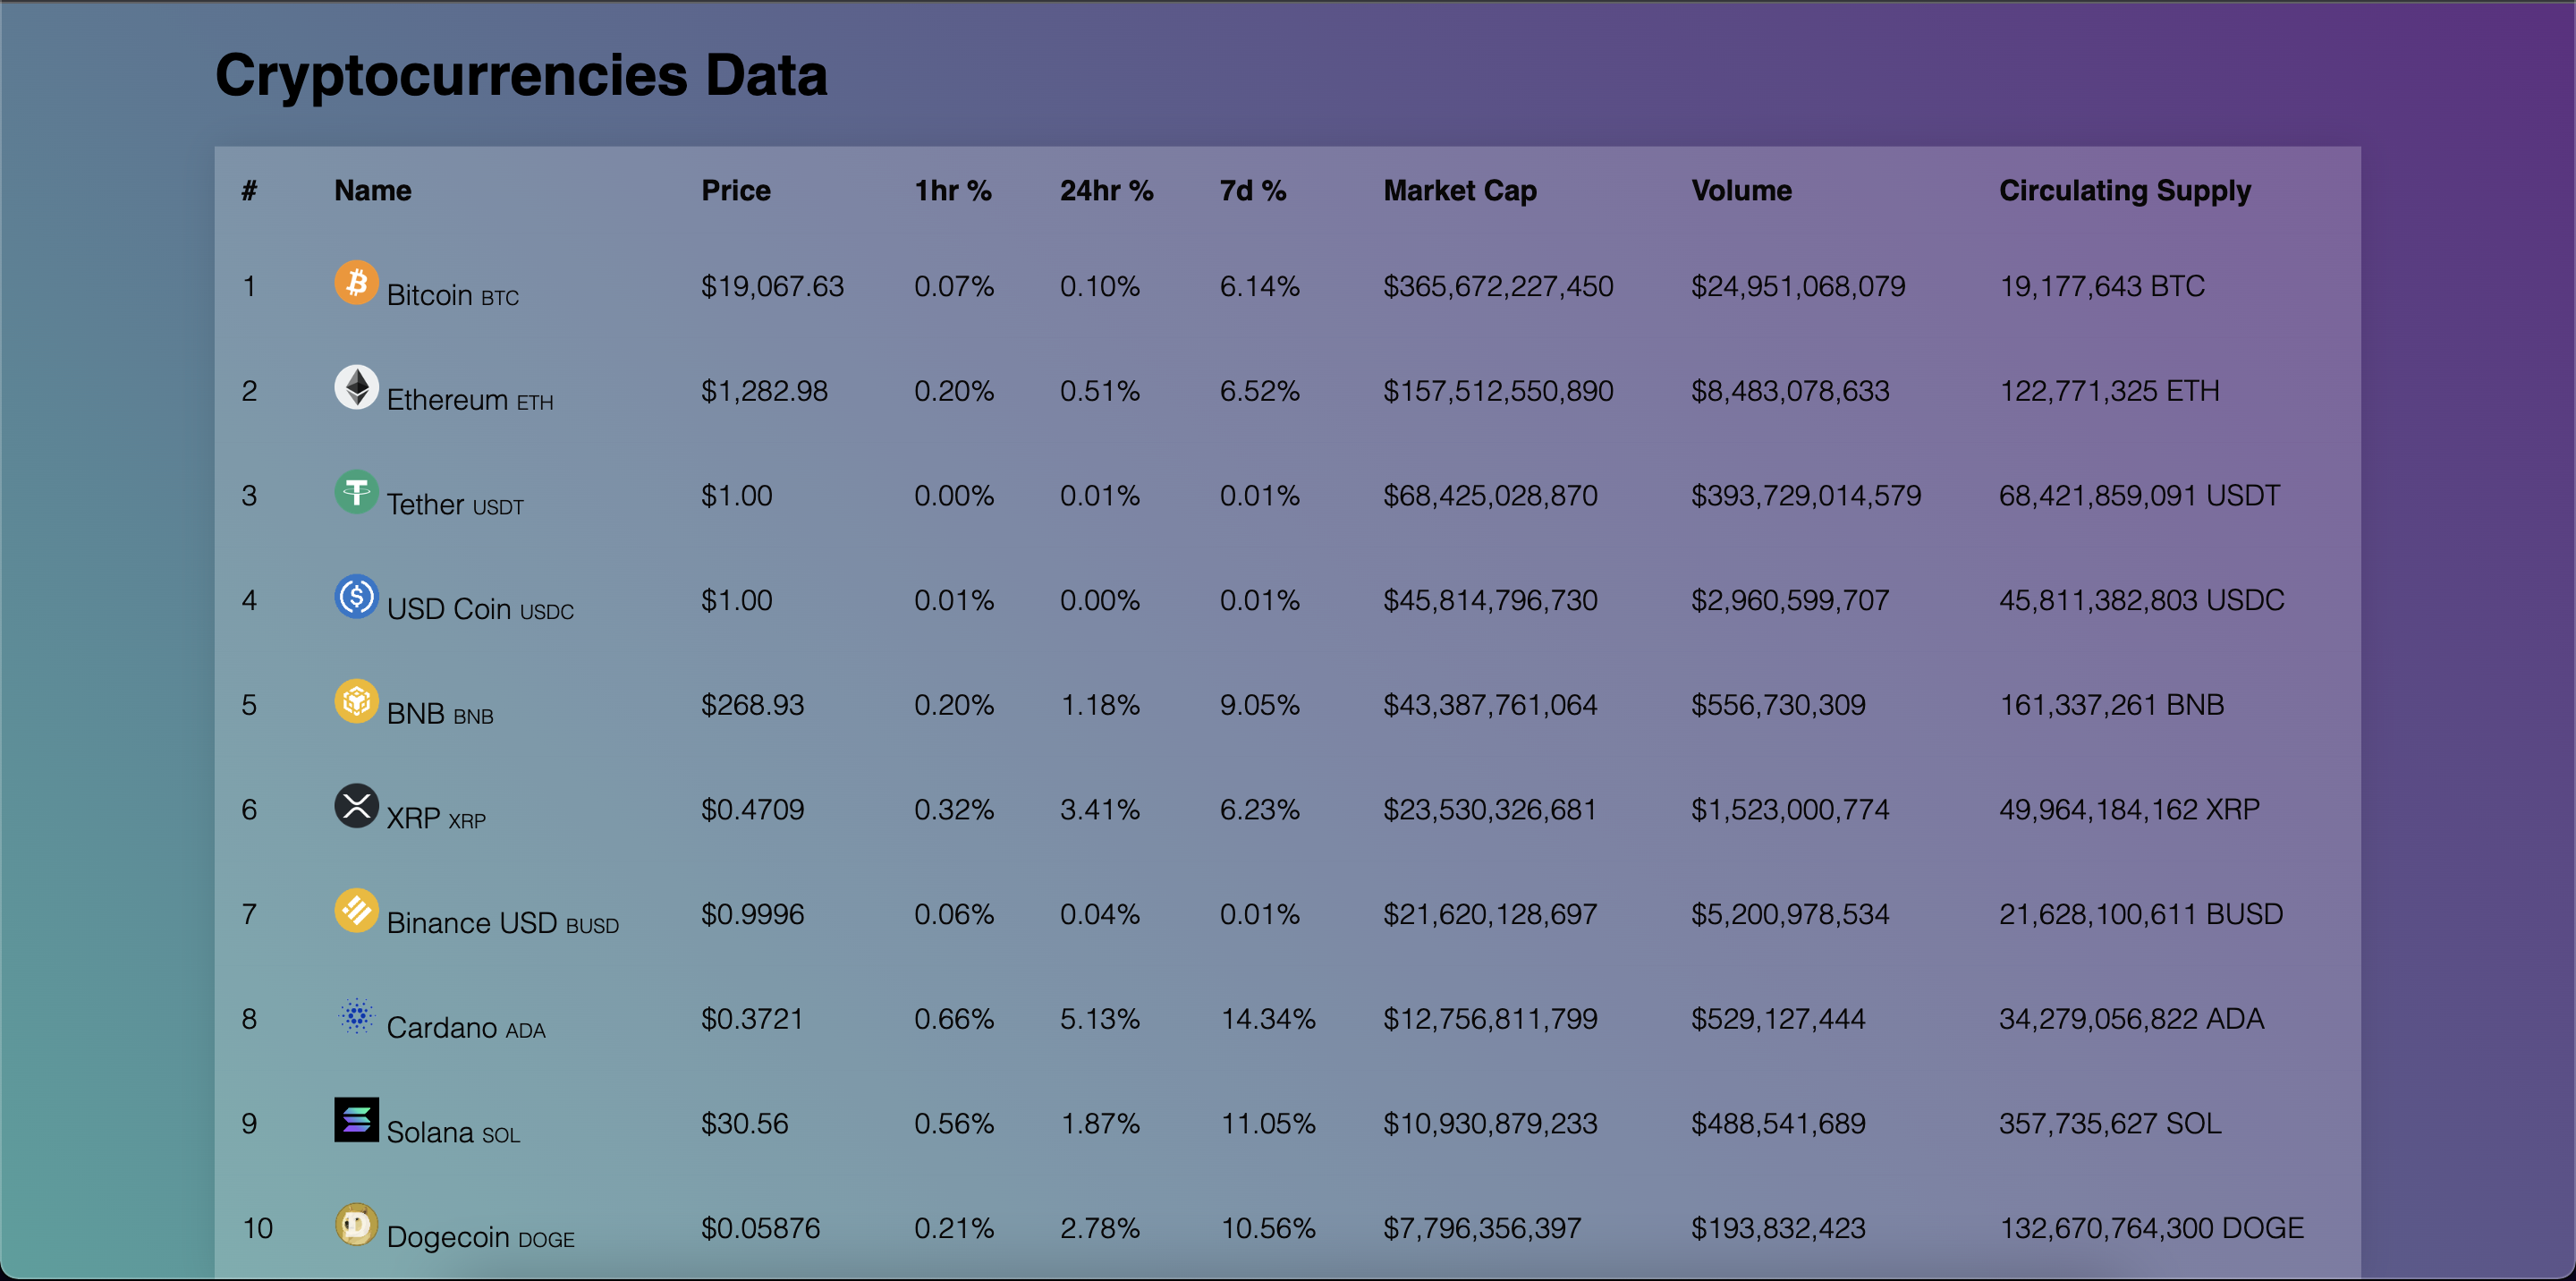 Cryptocurrencies Data
# Name Price 1hr % 24hr % 7d % Market Cap Volume Circulating Supply
1 Bitcoin BTC $19,067.63 0.07% 0.10% 6.14% $365,672,227,450 $24,951,068,079 19,177,643 BTC
2 Ethereum ETH $1,282.98 0.20% 0.51% 6.52% $157,512,550,890 $8,483,078,633 122,771,325 ETH
3 Tether USDT $1.00 0.00% 0.01% 0.01% $68,425,028,870 $393,729,014,579 68,421,859,091 USDT
4 USD Coin USDC $1.00 0.01% 0.00% 0.01% $45,814,796,730 $2,960,599,707 45,811,382,803 USDC
5 BNB BNB $268.93 0.20% 1.18% 9.05% $43,387,761,064 $556,730,309 161,337,261 BNB
6 XRP XRP $0.4709 0.32% 3.41% 6.23% $23,530,326,681 $1,523,000,774 49,964,184,162 XRP
7 Binance USD BUSD $0.9996 0.06% 0.04% 0.01% $21,620,128,697 $5,200,978,534 21,628,100,611 BUSD
8 Cardano ADA $0.3721 0.66% 5.13% 14.34% $12,756,811,799 $529,127,444 34,279,056,822 ADA
9 Solana SOL $30.56 0.56% 1.87% 11.05% $10,930,879,233 $488,541,689 357,735,627 SOL
10 Dogecoin DOGE $0.05876 0.21% 2.78% 10.56% $7,796,356,397 $193,832,423 132,670,764,300 DOGE